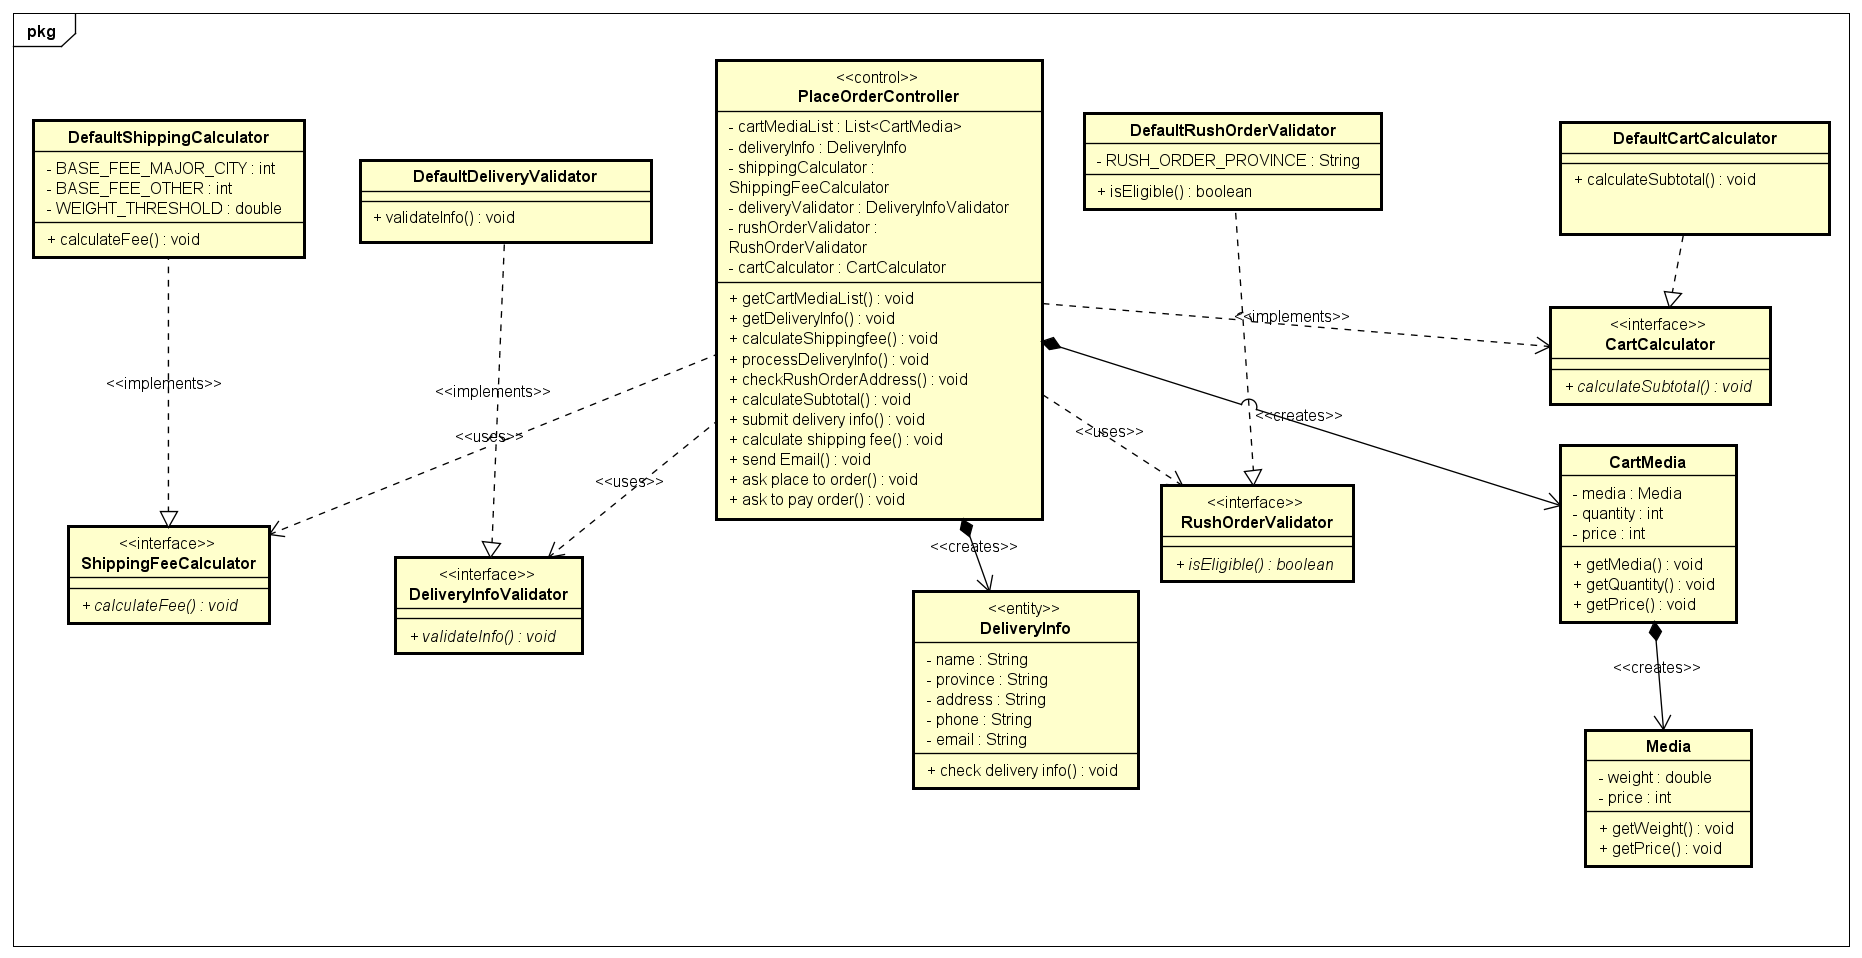 pkg
<<control>>
PlaceOrderController
- cartMediaList : List<CartMedia>
- deliveryInfo : DeliveryInfo
- shippingCalculator :
ShippingFeeCalculator
- deliveryValidator : DeliveryInfoValidator
- rushOrderValidator :
RushOrderValidator
- cartCalculator : CartCalculator
+ getCartMediaList() : void
+ getDeliveryInfo() : void
+ calculateShippingfee() : void
+ processDeliveryInfo() : void
+ checkRushOrderAddress() : void
+ calculateSubtotal() : void
+ submit delivery info() : void
+ calculate shipping fee() : void
+ send Email() : void
+ ask place to order() : void
+ ask to pay order() : void
DefaultShippingCalculator
- BASE_FEE_MAJOR_CITY : int
- BASE_FEE_OTHER : int
- WEIGHT_THRESHOLD : double
+ calculateFee() : void
DefaultDeliveryValidator
+ validateInfo() : void
DefaultRushOrderValidator
- RUSH_ORDER_PROVINCE : String
+ isEligible() : boolean
DefaultCartCalculator
+ calculateSubtotal() : void
<<implements>>
<<implements>>
<<uses>>
<<uses>>
<<implements>>
<<uses>>
<<creates>>
<<creates>>
<<interface>>
CartCalculator
+ calculateSubtotal() : void
<<interface>>
ShippingFeeCalculator
+ calculateFee() : void
<<interface>>
DeliveryInfoValidator
+ validateInfo() : void
<<interface>>
RushOrderValidator
+ isEligible() : boolean
CartMedia
- media : Media
- quantity : int
- price : int
+ getMedia() : void
+ getQuantity() : void
+ getPrice() : void
<<entity>>
DeliveryInfo
- name : String
- province : String
- address : String
- phone : String
- email : String
+ check delivery info() : void
<<creates>>
Media
- weight : double
- price : int
+ getWeight() : void
+ getPrice() : void